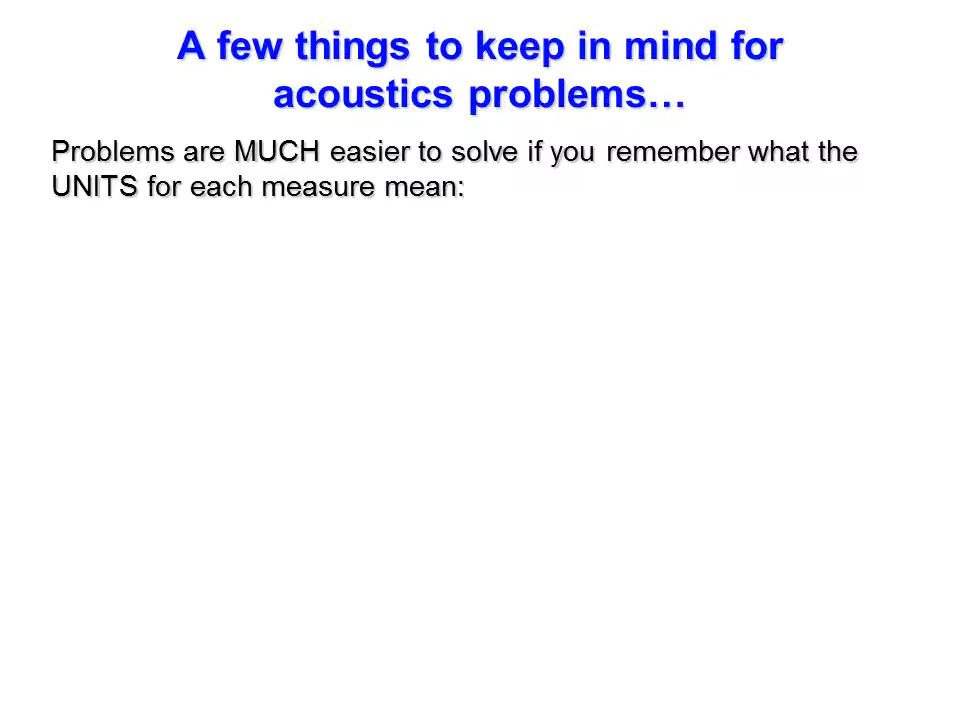 A few things to keep in mind for
acoustics problems…
Problems are MUCH easier to solve if you remember what the
UNITS for each measure mean: